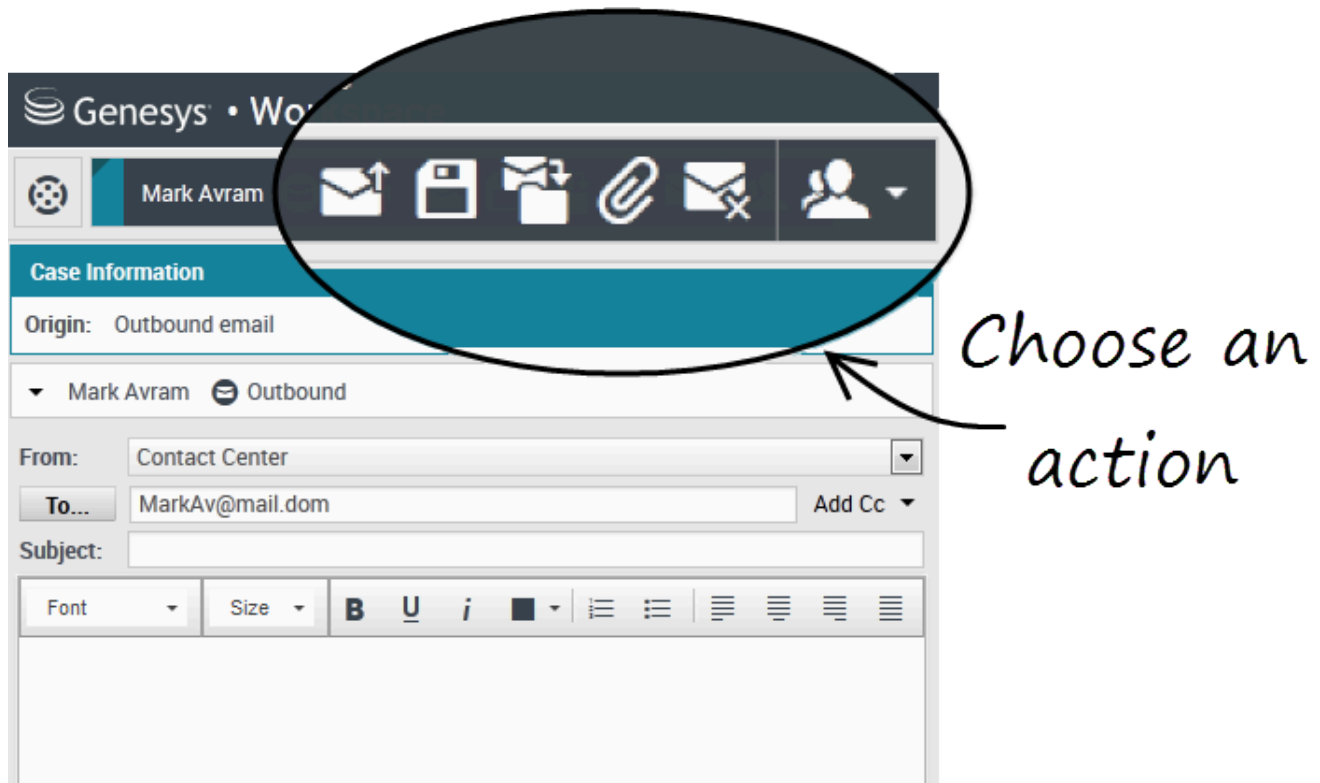 Genesys • Wo
Mark Avram
Case Information
Origin: Outbound email
Mark Avram Outbound
From: Contact Center
To... MarkAv@mail.dom Add Cc
Subject:
Font Size B U i
Choose an
action